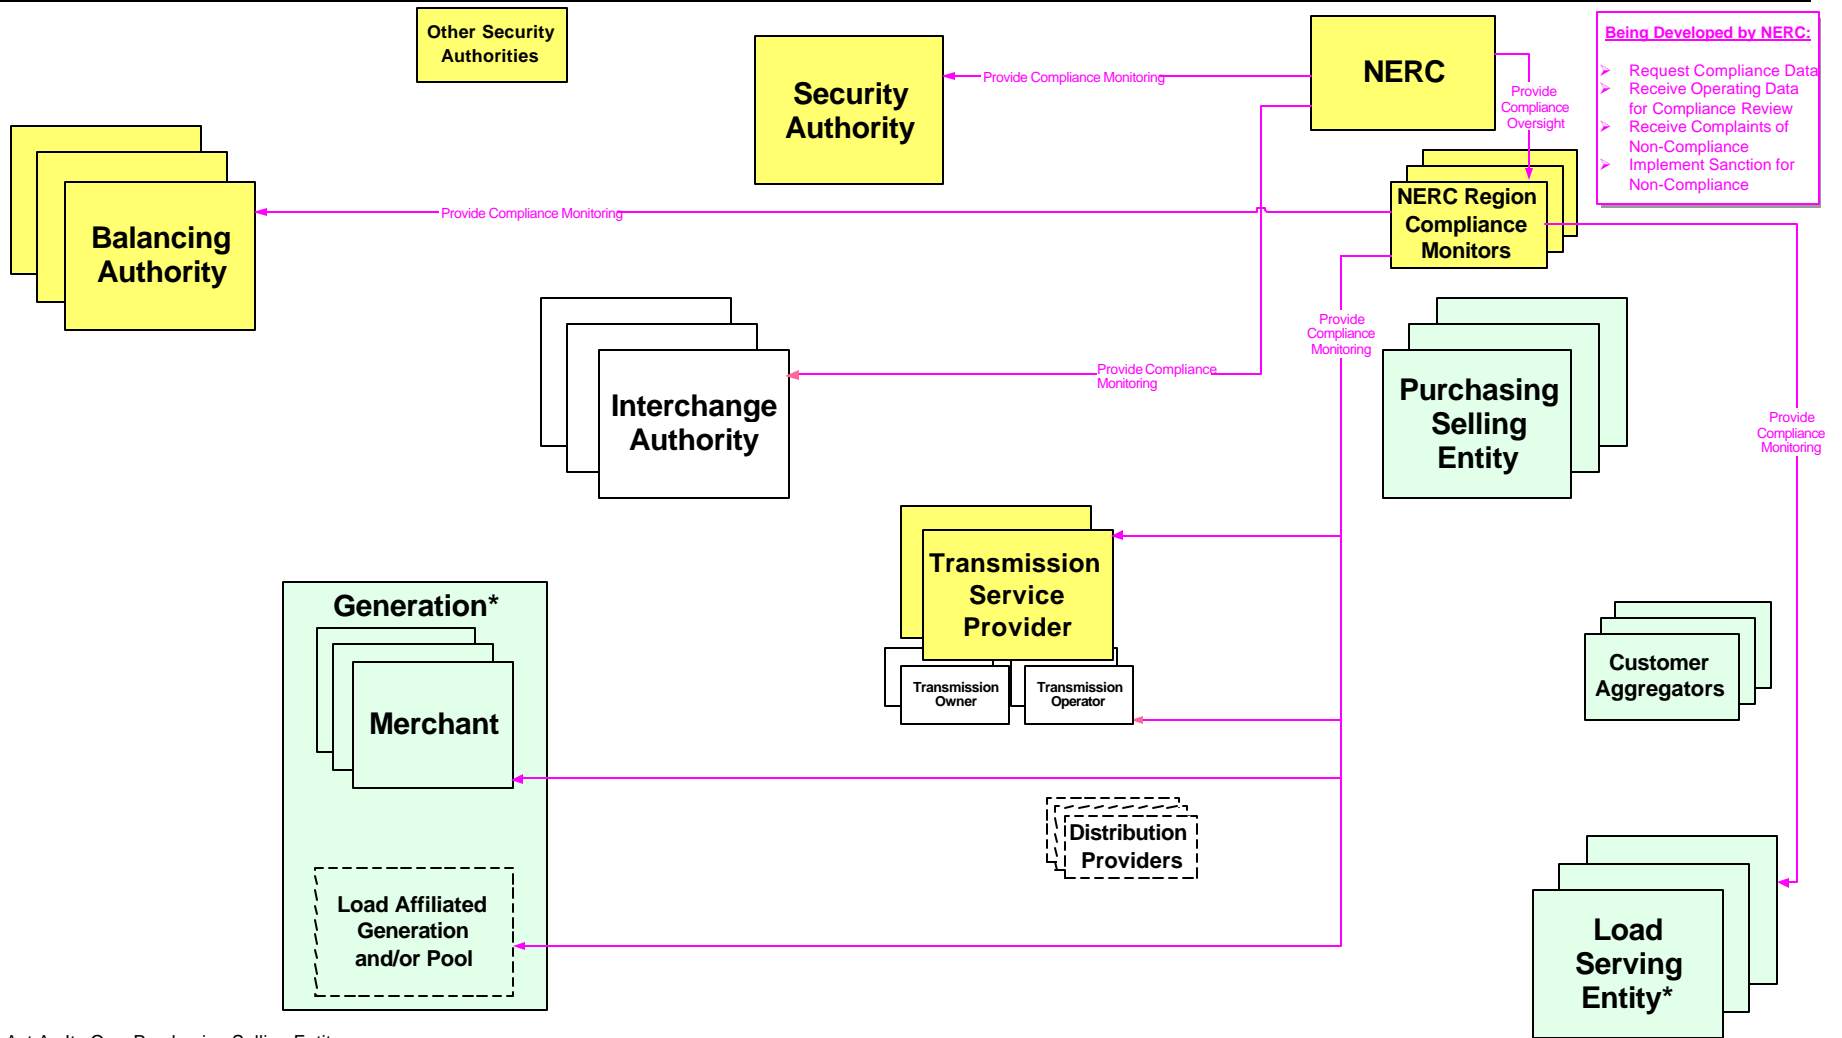 Other Security
Authorities
Security
Authority
Provide Compliance Monitoring
NERC
Provide
Compliance
Oversight
Being Developed by NERC:
➢ Request Compliance Data
➢ Receive Operating Data
for Compliance Review
➢ Receive Complaints of
Non-Compliance
➢ Implement Sanction for
Non-Compliance
Balancing
Authority
Provide Compliance Monitoring
NERC Region
Compliance
Monitors
Interchange
Authority
Provide Compliance
Monitoring
Provide
Compliance
Monitoring
Purchasing
Selling
Entity
Provide
Compliance
Monitoring
Transmission
Service
Provider
Transmission
Owner
Transmission
Operator
Generation*
Merchant
Customer
Aggregators
Distribution
Providers
Load Affiliated
Generation
and/or Pool
Load
Serving
Entity*